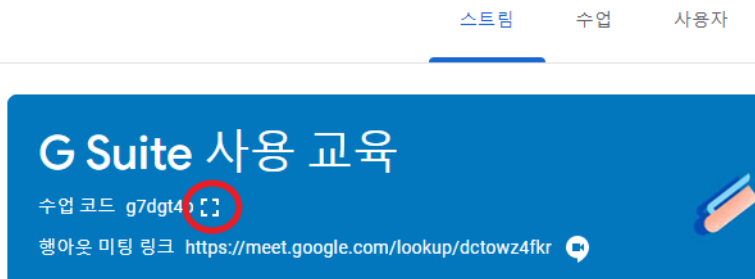 스트림 수업 사용자
G Suite 사용 교육
수업 코드 g7dgt4b
행아웃 미팅 링크 https://meet.google.com/lookup/dctowz4fkr